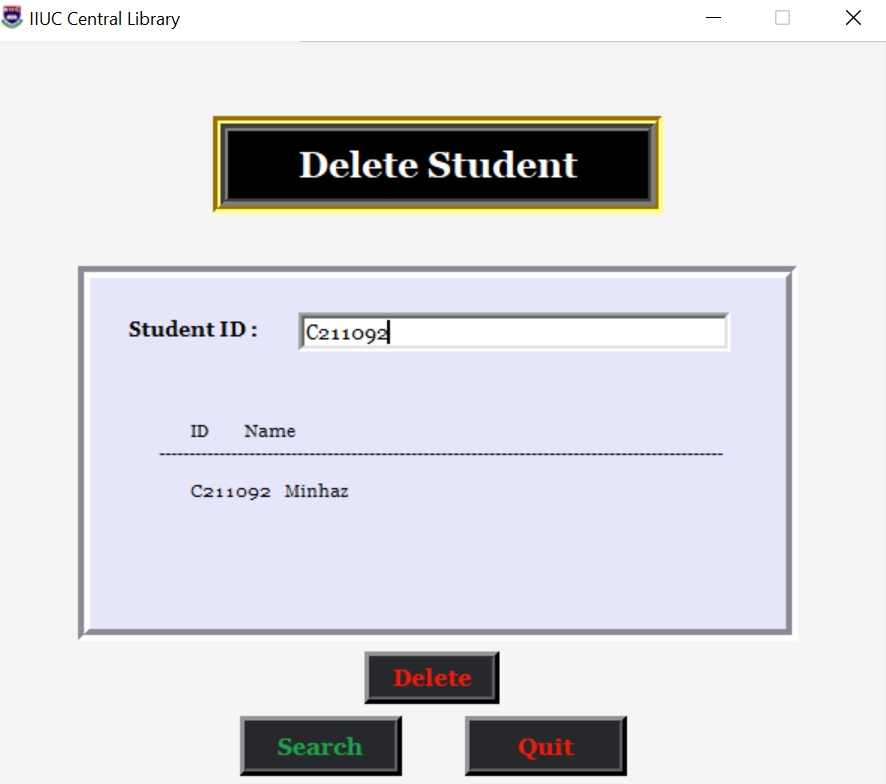 IIUC Central Library
Delete Student
Student ID : C211092
ID Name
----------------------------------------------------------------------------------------------
C211092 Minhaz
Delete
Search Quit